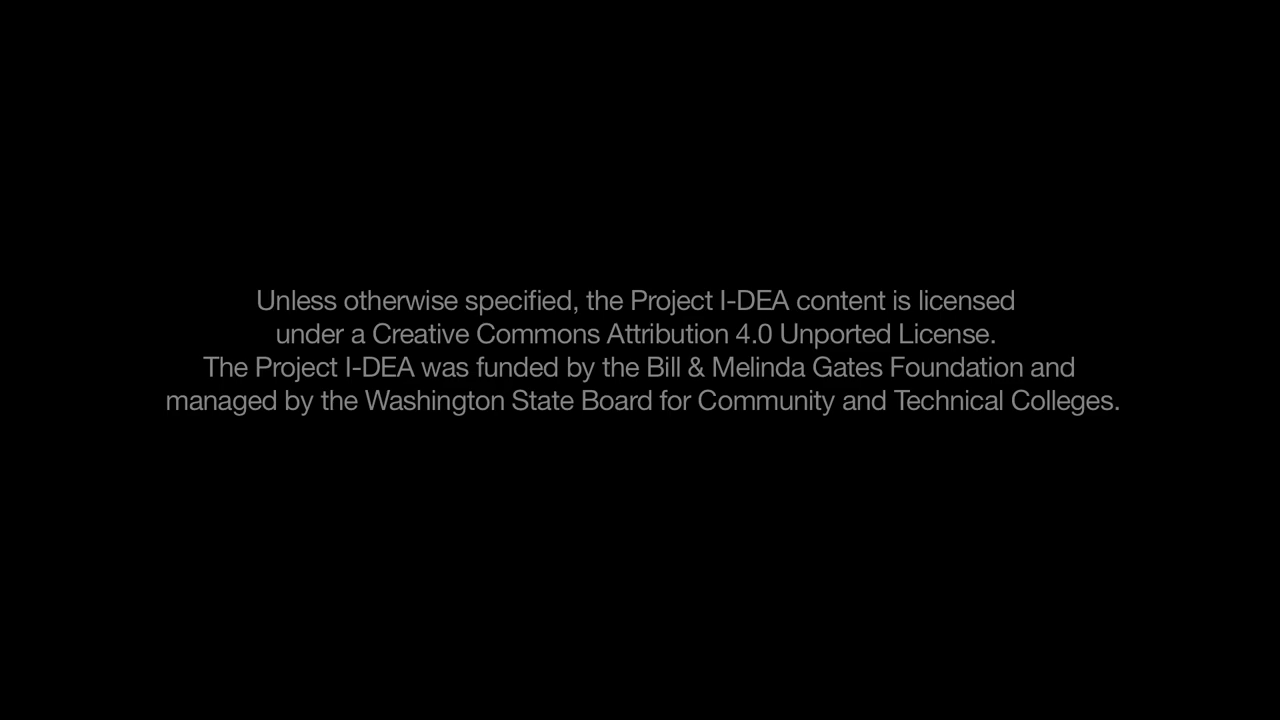 Unless otherwise specified, the Project I-DEA content is licensed
under a Creative Commons Attribution 4.0 Unported License.
The Project I-DEA was funded by the Bill & Melinda Gates Foundation and
managed by the Washington State Board for Community and Technical Colleges.